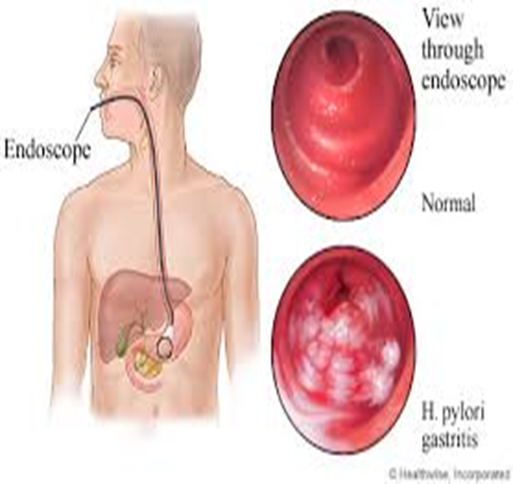 View
through
endoscope
Endoscope
Normal
H. pylori
gastritis
© Healthwise, Incorporated